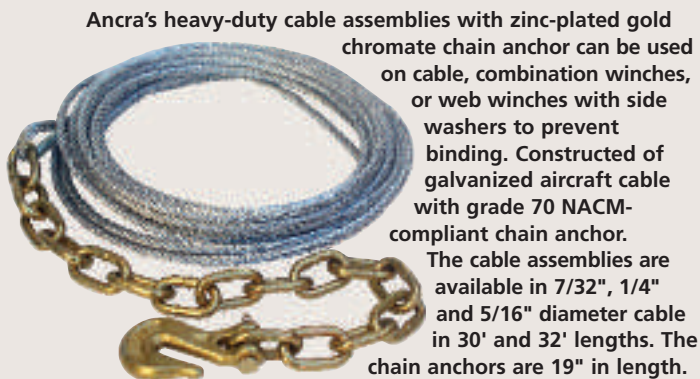 Ancra's heavy-duty cable assemblies with zinc-plated gold
chromate chain anchor can be used
on cable, combination winches,
or web winches with side
washers to prevent
binding. Constructed of
galvanized aircraft cable
with grade 70 NACM-
compliant chain anchor.
The cable assemblies are
available in 7/32", 1/4"
and 5/16" diameter cable
in 30' and 32' lengths. The
chain anchors are 19" in length.